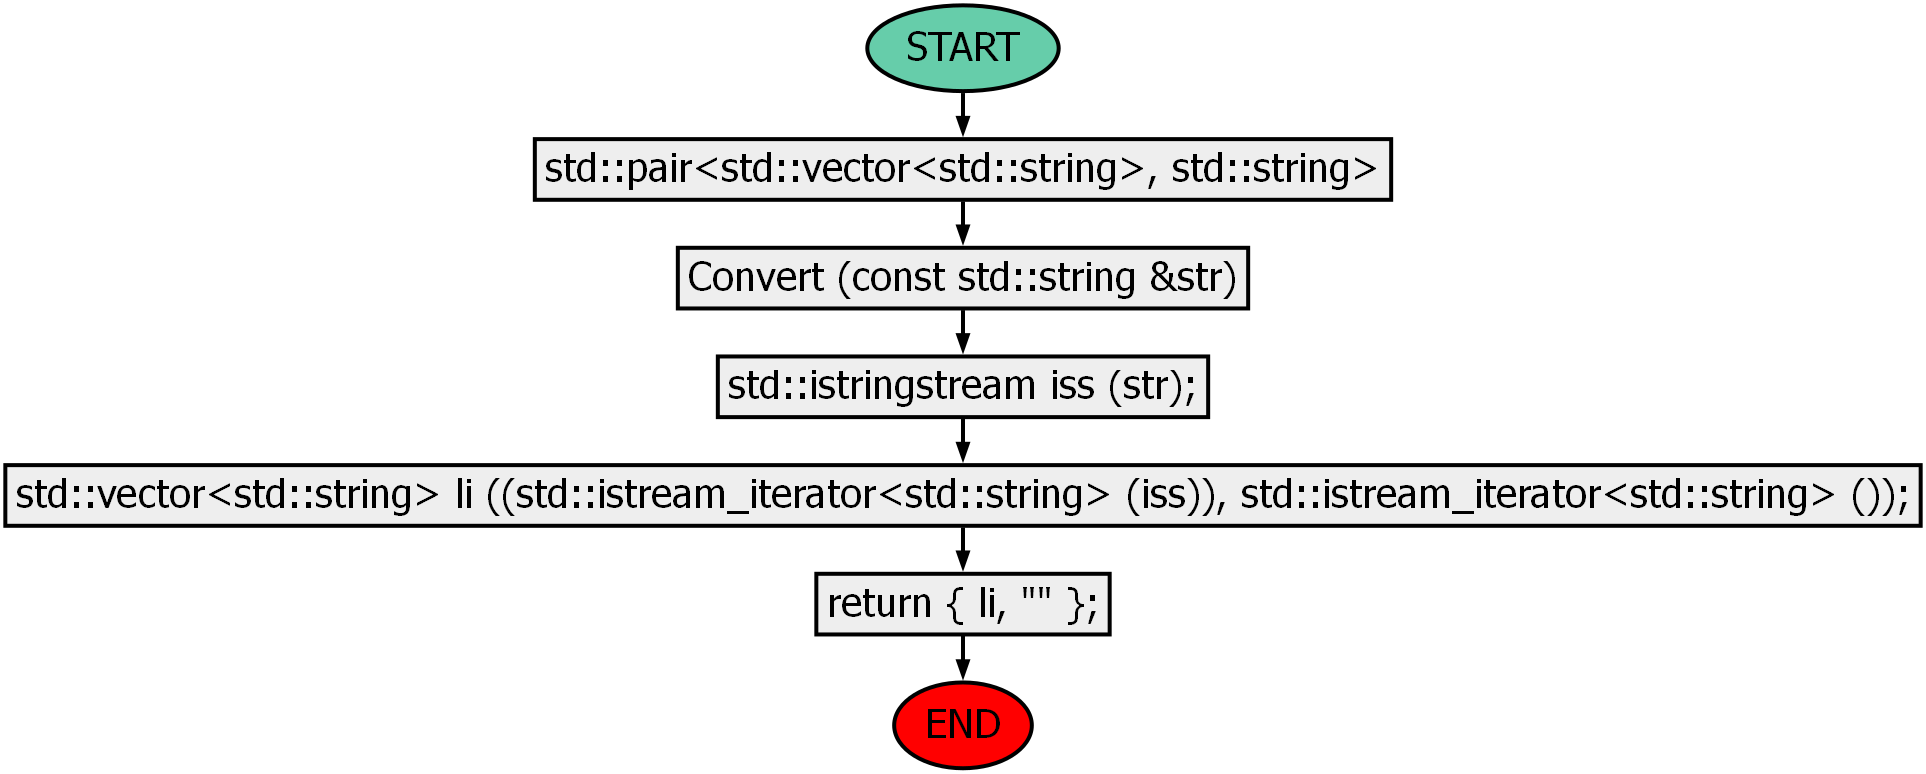 START
std::pair<std::vector<std::string>, std::string>
Convert (const std::string &str)
std::istringstream iss (str);
std::vector<std::string> li ((std::istream_iterator<std::string> (iss)), std::istream_iterator<std::string> ());
return { li, "" };
END